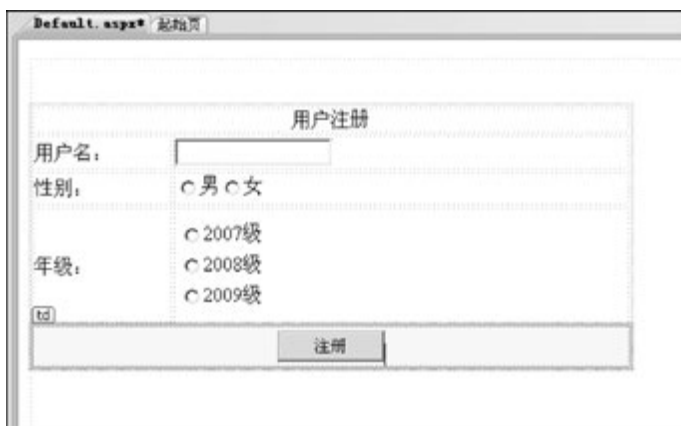 Default.aspx* 起始页
用户注册
用户名：
性别： 男 女
2007级
年级： 2008级
2009级
td
注册